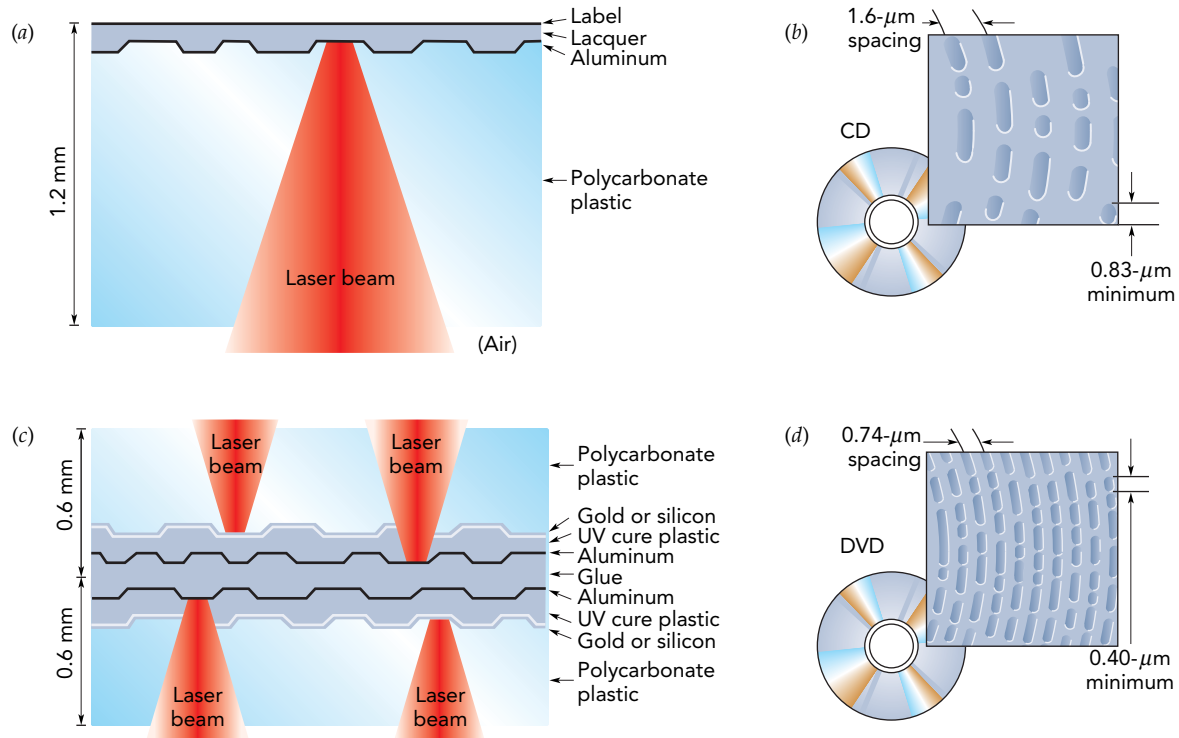 (a)
Label
Lacquer
Aluminum
1.2 mm
Polycarbonate
plastic
Laser beam
(Air)
(b)
1.6-μm
spacing
CD
0.83-μm
minimum
(c)
Laser
beam
Laser
beam
0.6 mm
Polycarbonate
plastic
Gold or silicon
UV cure plastic
Aluminum
Glue
Aluminum
UV cure plastic
Gold or silicon
0.6 mm
Polycarbonate
plastic
Laser
beam
Laser
beam
(d)
0.74-μm
spacing
DVD
0.40-μm
minimum